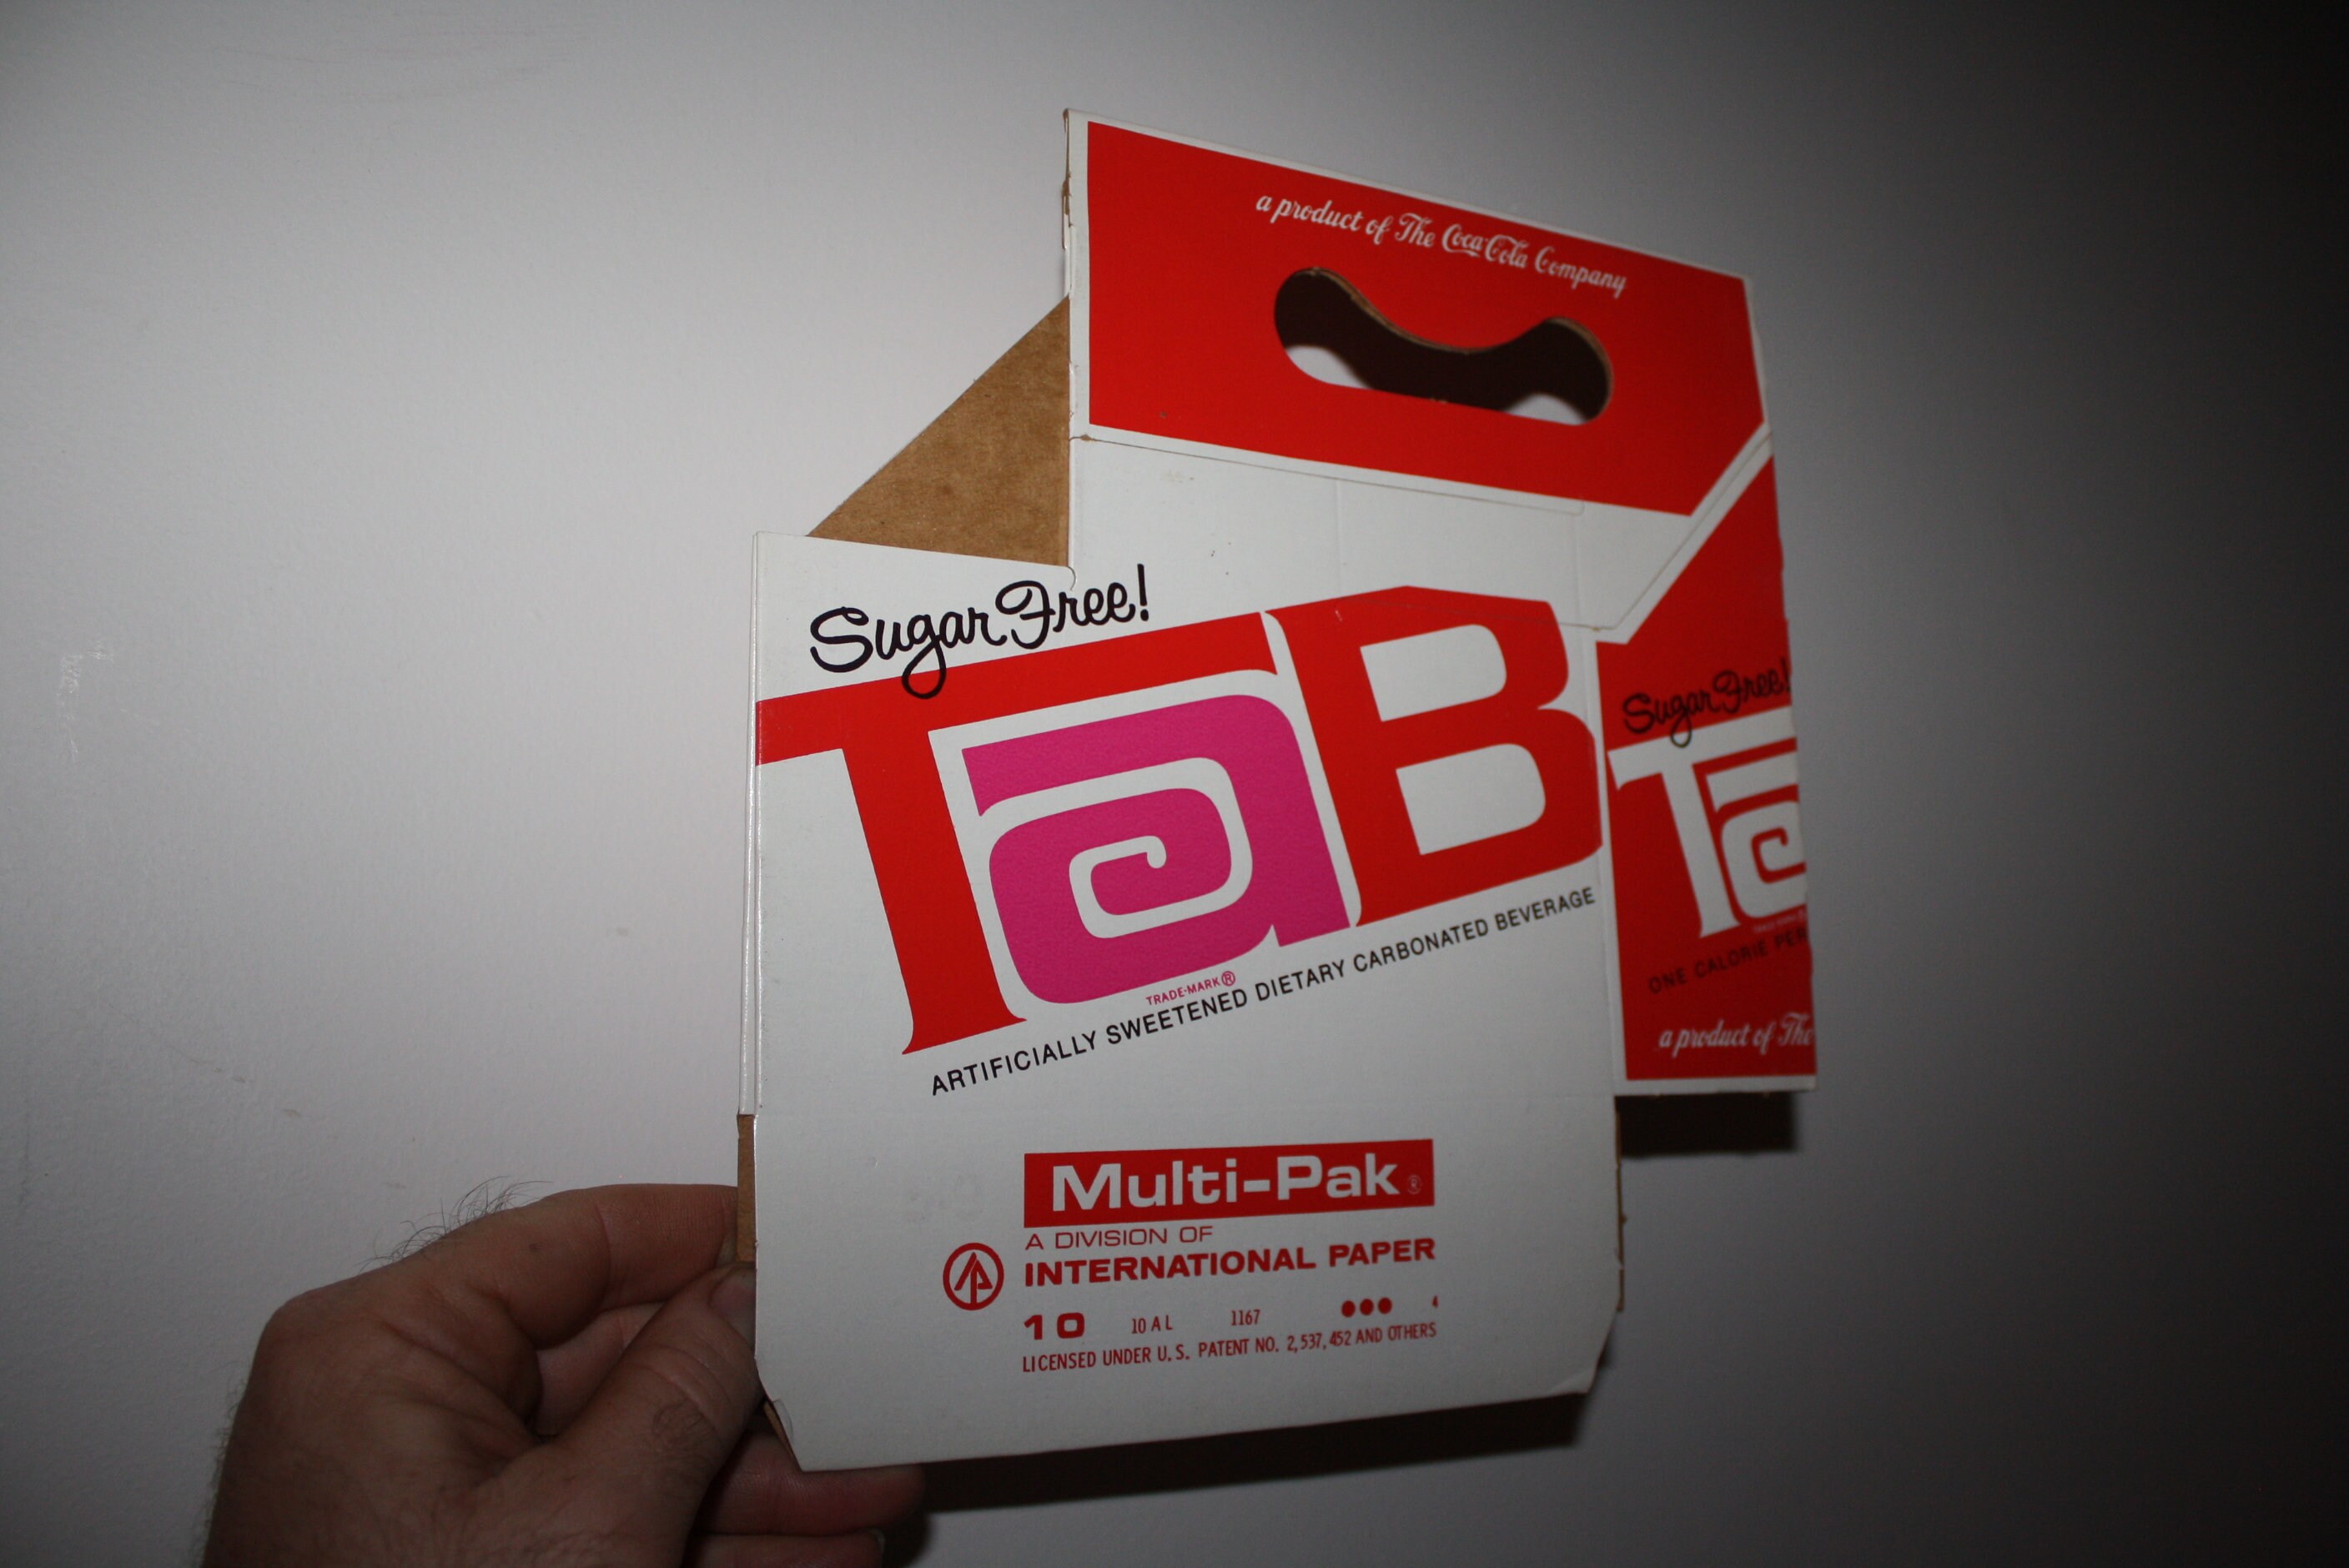 a product of The Coca-Cola Company
Sugar Free!
TaB
TRADE-MARK®
ARTIFICIALLY SWEETENED DIETARY CARBONATED BEVERAGE
Multi-Pak®
A DIVISION OF
INTERNATIONAL PAPER
10 10 A L 1167
LICENSED UNDER U. S. PATENT NO. 2,537,452 AND OTHERS
Sugar Free!
Ta
ONE CALORIE PER
a product of The